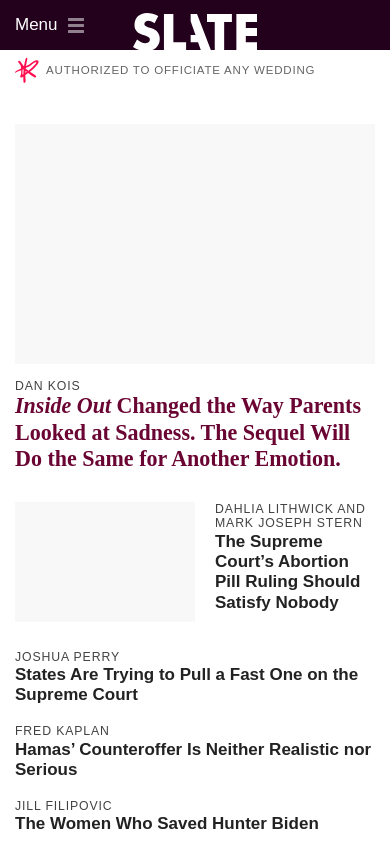 Menu
SLATE
AUTHORIZED TO OFFICIATE ANY WEDDING
DAN KOIS
Inside Out Changed the Way Parents
Looked at Sadness. The Sequel Will
Do the Same for Another Emotion.
DAHLIA LITHWICK AND
MARK JOSEPH STERN
The Supreme
Court’s Abortion
Pill Ruling Should
Satisfy Nobody
JOSHUA PERRY
States Are Trying to Pull a Fast One on the
Supreme Court
FRED KAPLAN
Hamas’ Counteroffer Is Neither Realistic nor
Serious
JILL FILIPOVIC
The Women Who Saved Hunter Biden